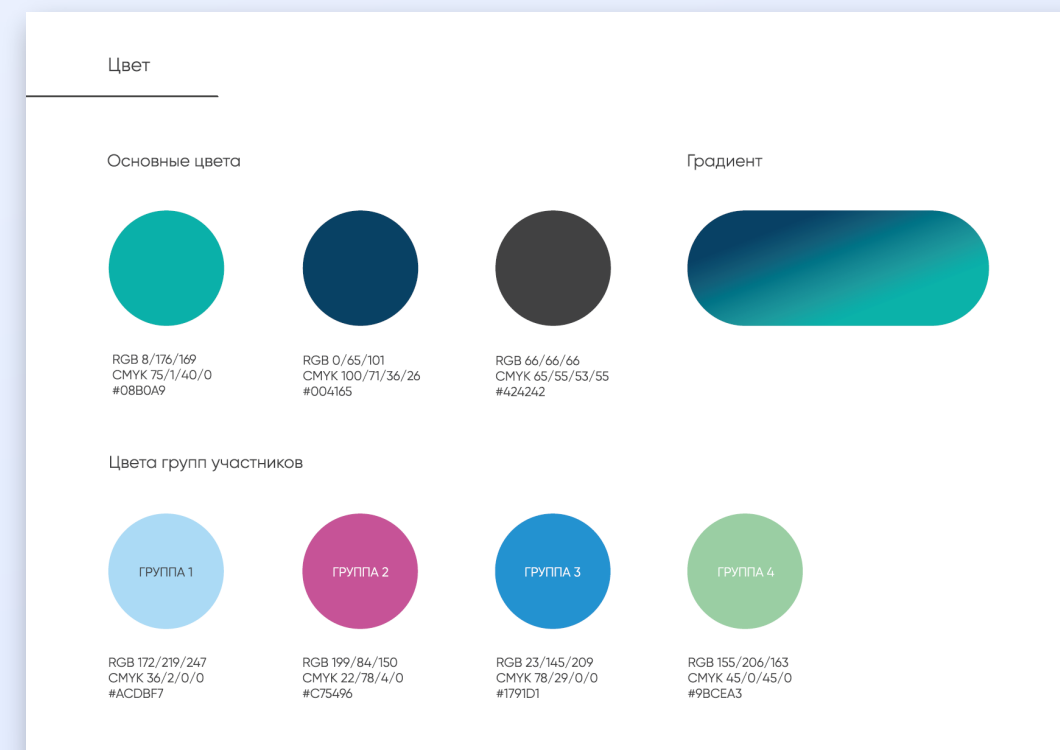 Цвет
Основные цвета
Градиент
RGB 8/176/169
CMYK 75/1/40/0
#08B0A9
RGB 0/65/101
CMYK 100/71/36/26
#004165
RGB 66/66/66
CMYK 65/55/53/55
#424242
Цвета групп участников
ГРУППА 1
ГРУППА 2
ГРУППА 3
ГРУППА 4
RGB 172/219/247
CMYK 36/2/0/0
#ACDBF7
RGB 199/84/150
CMYK 22/78/4/0
#C75496
RGB 23/145/209
CMYK 78/29/0/0
#1791D1
RGB 155/206/163
CMYK 45/0/45/0
#9BCEA3